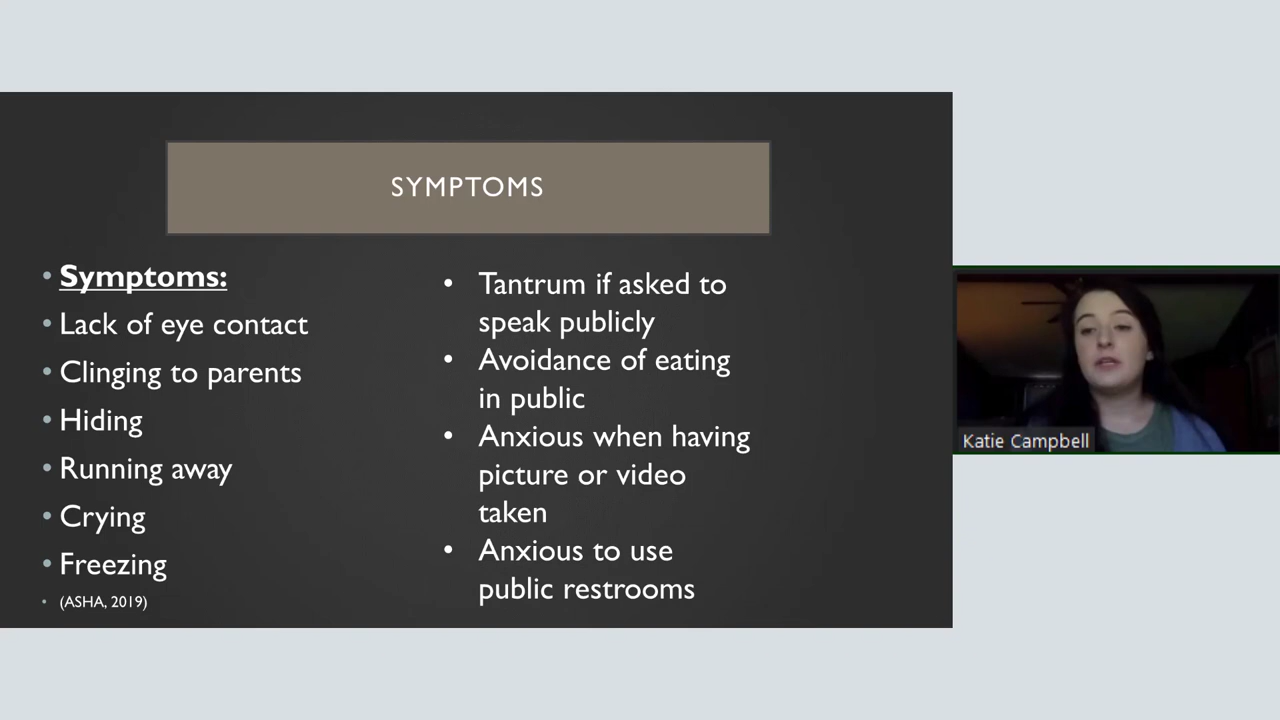 SYMPTOMS
• Symptoms:
• Lack of eye contact
• Clinging to parents
• Hiding
• Running away
• Crying
• Freezing
• (ASHA, 2019)
• Tantrum if asked to
speak publicly
• Avoidance of eating
in public
• Anxious when having
picture or video
taken
• Anxious to use
public restrooms
Katie Campbell